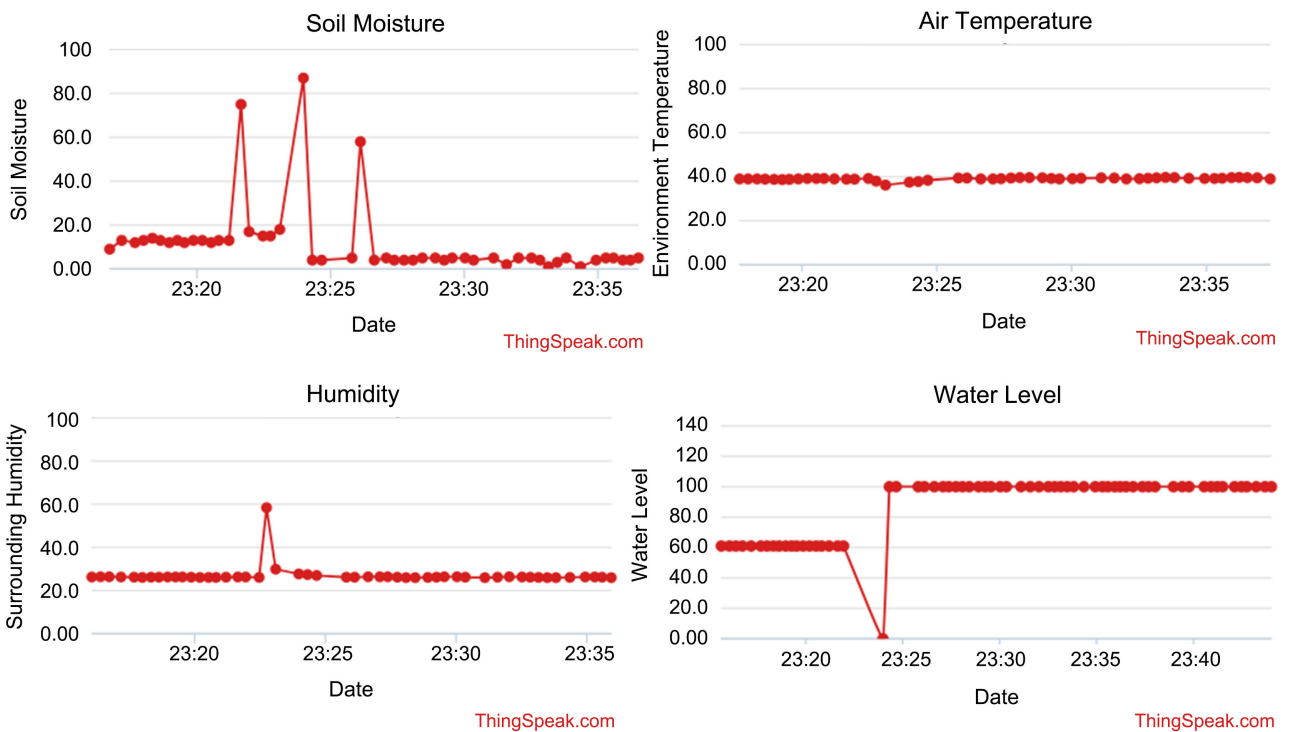 Soil Moisture
100
80.0
60.0
40.0
20.0
0.00
Soil Moisture
23:20
23:25
23:30
23:35
Date
ThingSpeak.com
Air Temperature
100
80.0
60.0
40.0
20.0
0.00
Environment Temperature
23:20
23:25
23:30
23:35
Date
ThingSpeak.com
Humidity
100
80.0
60.0
40.0
20.0
0.00
Surrounding Humidity
23:20
23:25
23:30
23:35
Date
ThingSpeak.com
Water Level
140
120
100
80.0
60.0
40.0
20.0
0.00
Water Level
23:20
23:25
23:30
23:35
23:40
Date
ThingSpeak.com